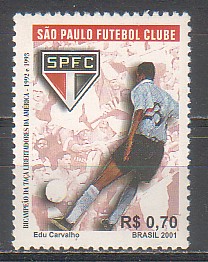 SÃO PAULO FUTEBOL CLUBE
SPFC
BICAMPEÃO DA TAÇA LIBERTADORES DA AMÉRICA - 1992 e 1993
R$ 0,70
Edu Carvalho
BRASIL 2001